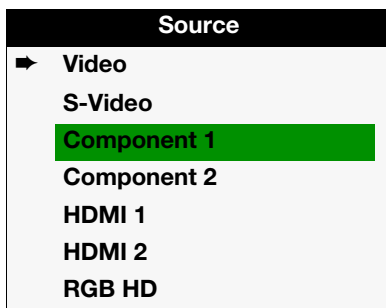 Source
➨ Video
S-Video
Component 1
Component 2
HDMI 1
HDMI 2
RGB HD